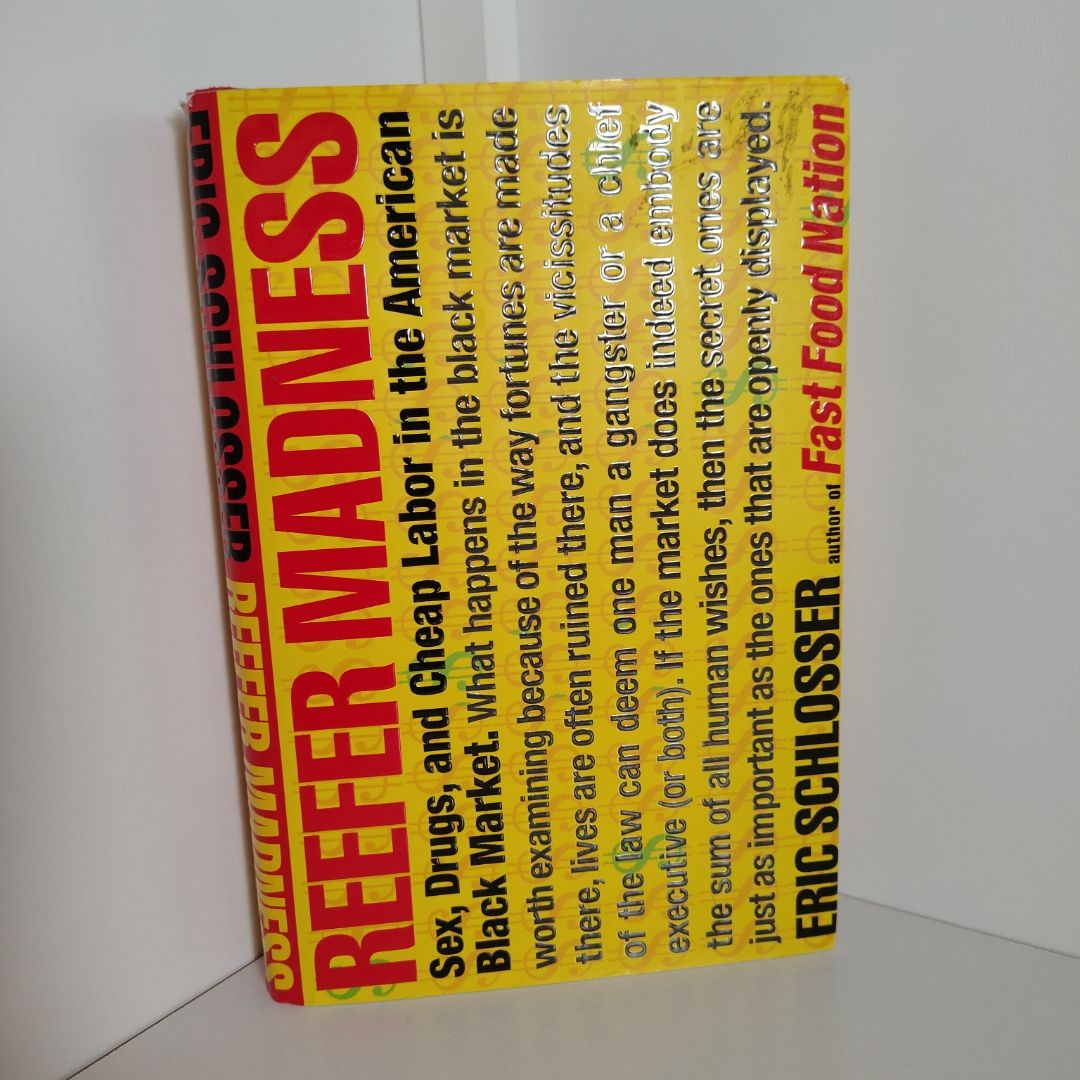 ERIC SCHLOSSER REEFER MADNESS
REEFER MADNESS
Sex, Drugs, and Cheap Labor in the American
Black Market. What happens in the black market is
worth examining because of the way fortunes are made
there, lives are often ruined there, and the vicissitudes
of the law can deem one man a gangster or a chief
executive (or both). If the market does indeed embody
the sum of all human wishes, then the secret ones are
just as important as the ones that are openly displayed.
ERIC SCHLOSSER author of Fast Food Nation